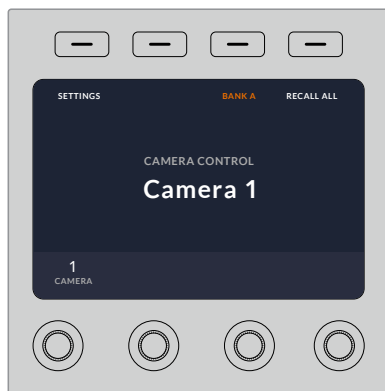 SETTINGS BANK A RECALL ALL
CAMERA CONTROL
Camera 1
1
CAMERA